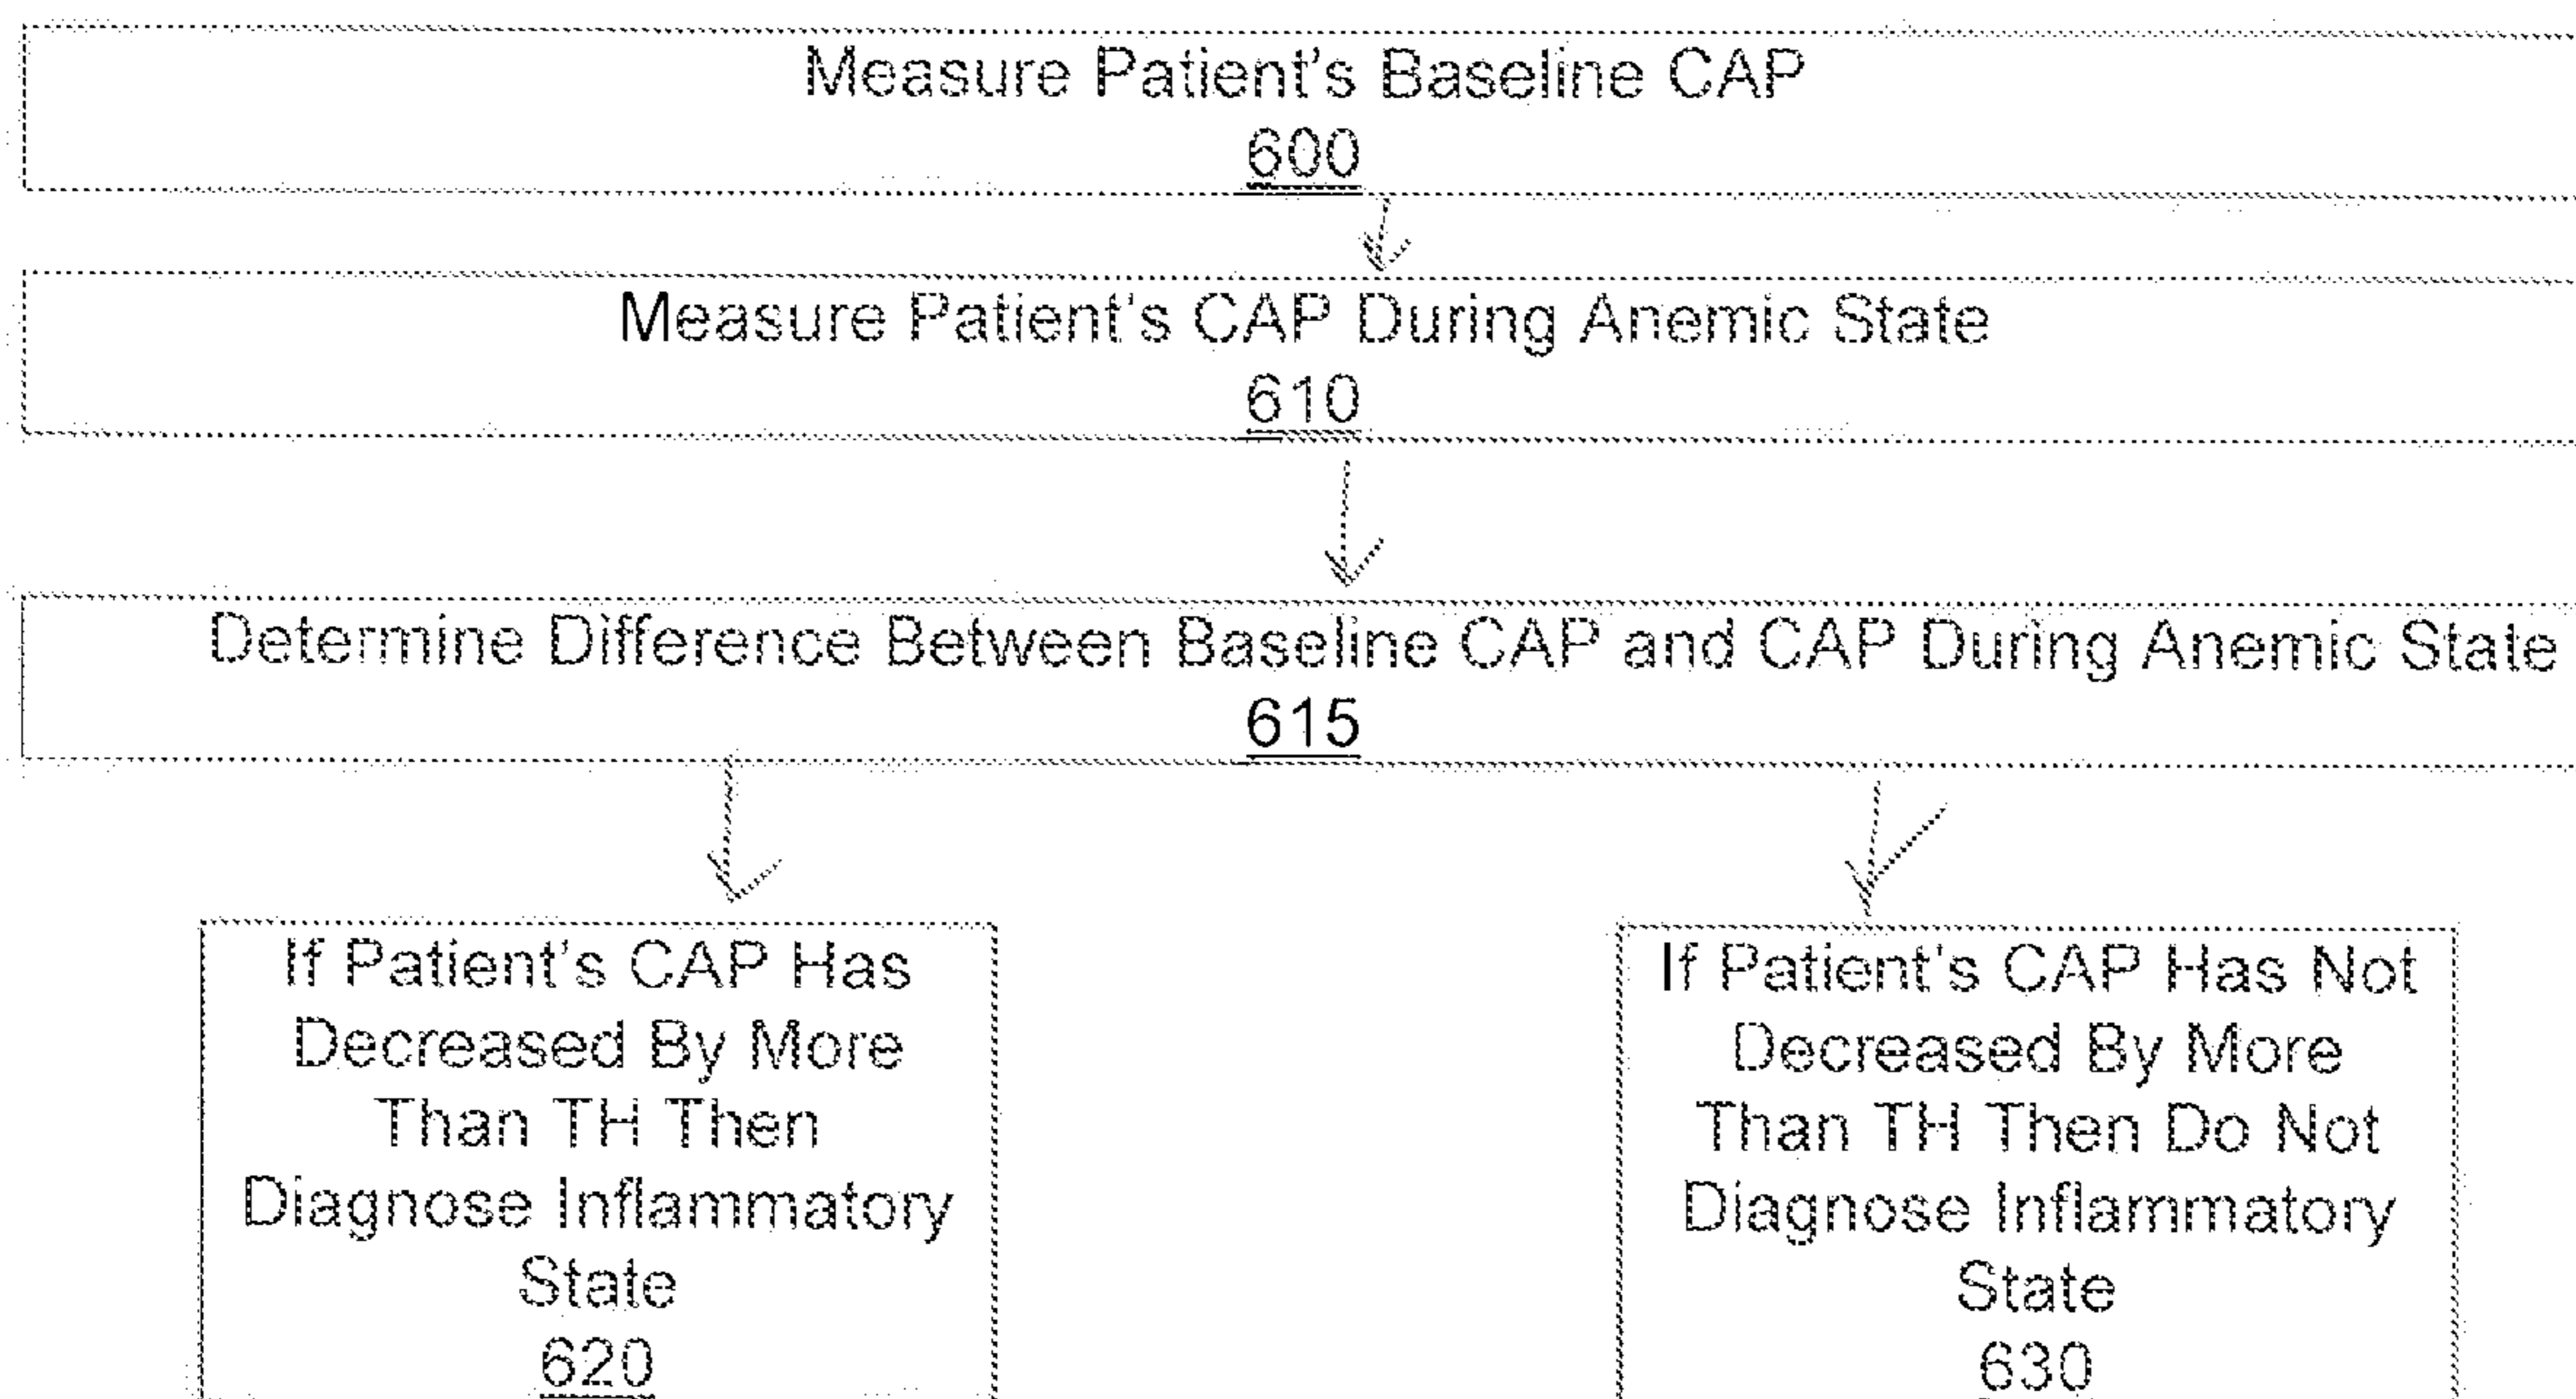 Measure Patient's Baseline CAP
600
Measure Patient's CAP During Anemic State
610
Determine Difference Between Baseline CAP and CAP During Anemic State
615
If Patient's CAP Has
Decreased By More
Than TH Then
Diagnose Inflammatory
State
620
If Patient's CAP Has Not
Decreased By More
Than TH Then Do Not
Diagnose Inflammatory
State
630